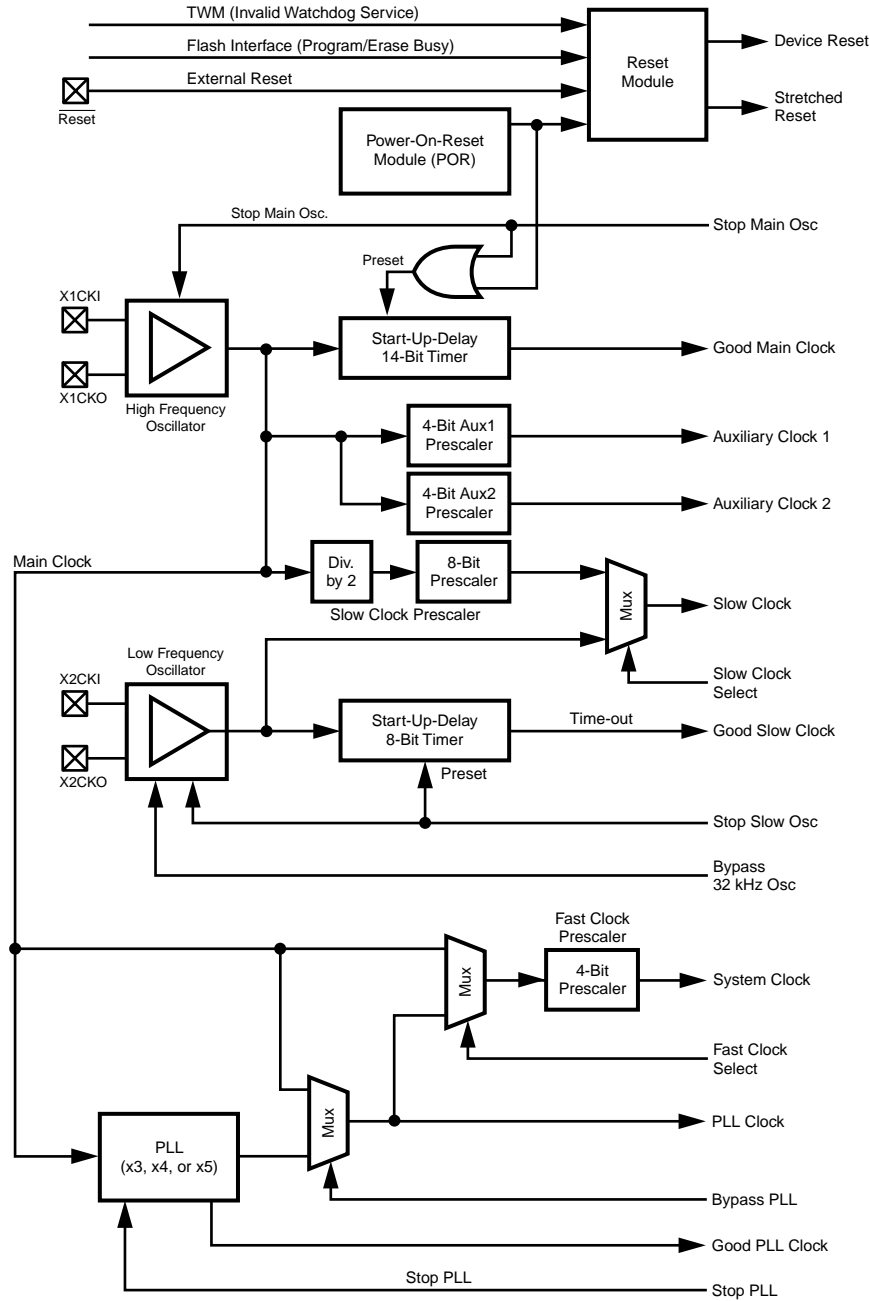 TWM (Invalid Watchdog Service)
Flash Interface (Program/Erase Busy)
External Reset
Reset
Reset
Module
Device Reset
Stretched
Reset
Power-On-Reset
Module (POR)
Stop Main Osc.
Stop Main Osc
Preset
X1CKI
X1CKO
High Frequency
Oscillator
Start-Up-Delay
14-Bit Timer
Good Main Clock
4-Bit Aux1
Prescaler
Auxiliary Clock 1
4-Bit Aux2
Prescaler
Auxiliary Clock 2
Main Clock
Div.
by 2
8-Bit
Prescaler
Slow Clock Prescaler
Mux
Slow Clock
Slow Clock
Select
Low Frequency
Oscillator
X2CKI
X2CKO
Start-Up-Delay
8-Bit Timer
Time-out
Good Slow Clock
Preset
Stop Slow Osc
Bypass
32 kHz Osc
Fast Clock
Prescaler
Mux
4-Bit
Prescaler
System Clock
Fast Clock
Select
Mux
PLL Clock
PLL
(x3, x4, or x5)
Bypass PLL
Good PLL Clock
Stop PLL
Stop PLL